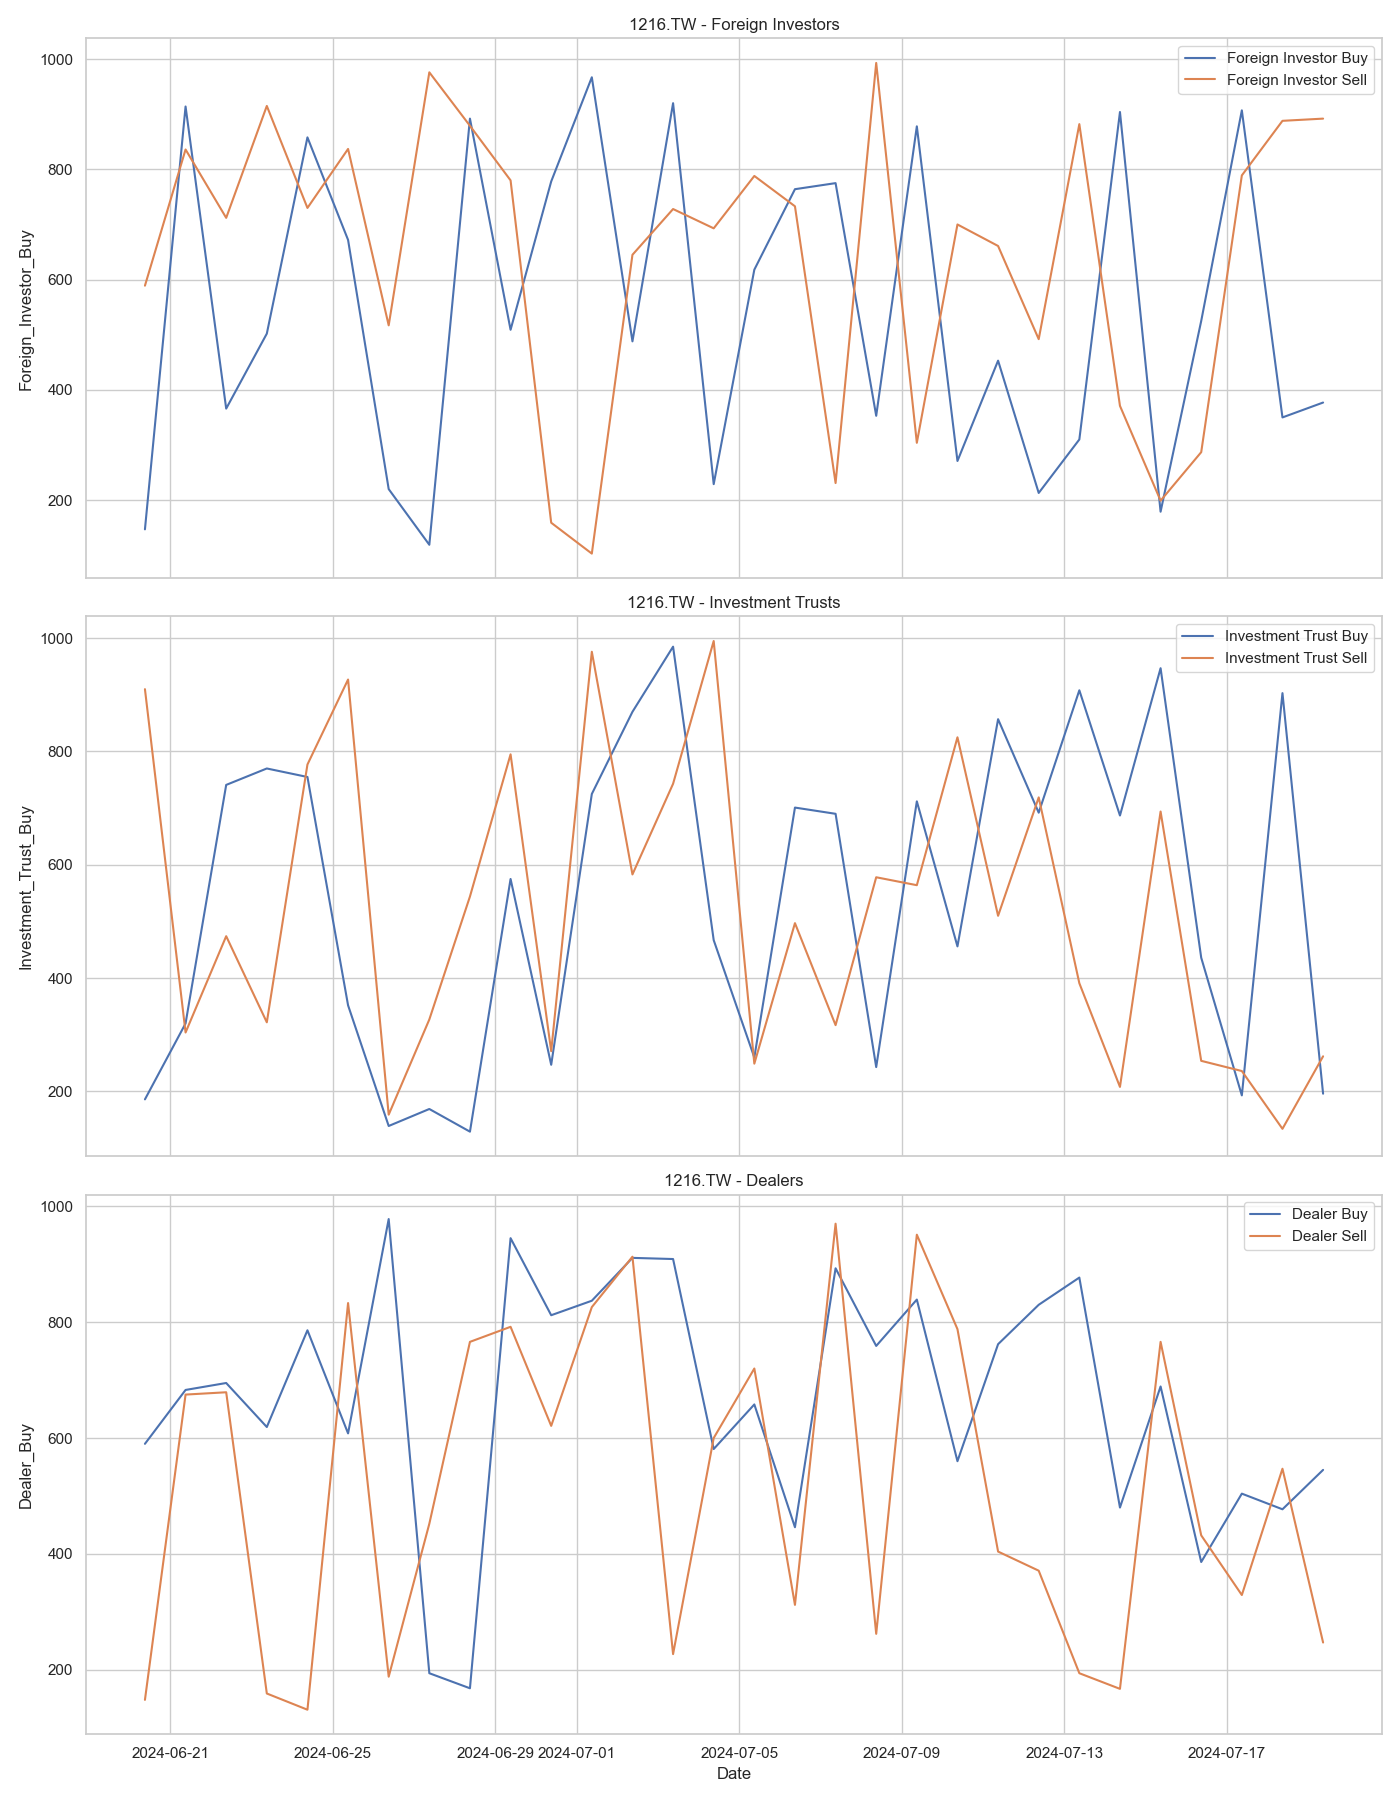 1216.TW - Foreign Investors
Foreign Investor Buy
Foreign Investor Sell
Foreign_Investor_Buy
1000
800
600
400
200
1216.TW - Investment Trusts
Investment Trust Buy
Investment Trust Sell
Investment_Trust_Buy
1000
800
600
400
200
1216.TW - Dealers
Dealer Buy
Dealer Sell
Dealer_Buy
1000
800
600
400
200
2024-06-21 2024-06-25 2024-06-29 2024-07-01 2024-07-05 2024-07-09 2024-07-13 2024-07-17
Date